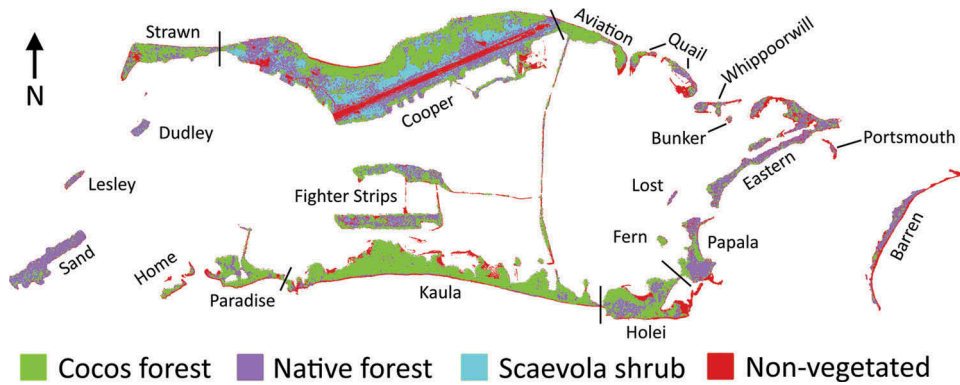 Strawn
Aviation
Quail
Whippoorwill
N
Cooper
Dudley
Bunker
Portsmouth
Eastern
Lesley
Fighter Strips
Lost
Fern
Papala
Barren
Sand
Home
Paradise
Kaula
Holei
Cocos forest Native forest Scaevola shrub Non-vegetated